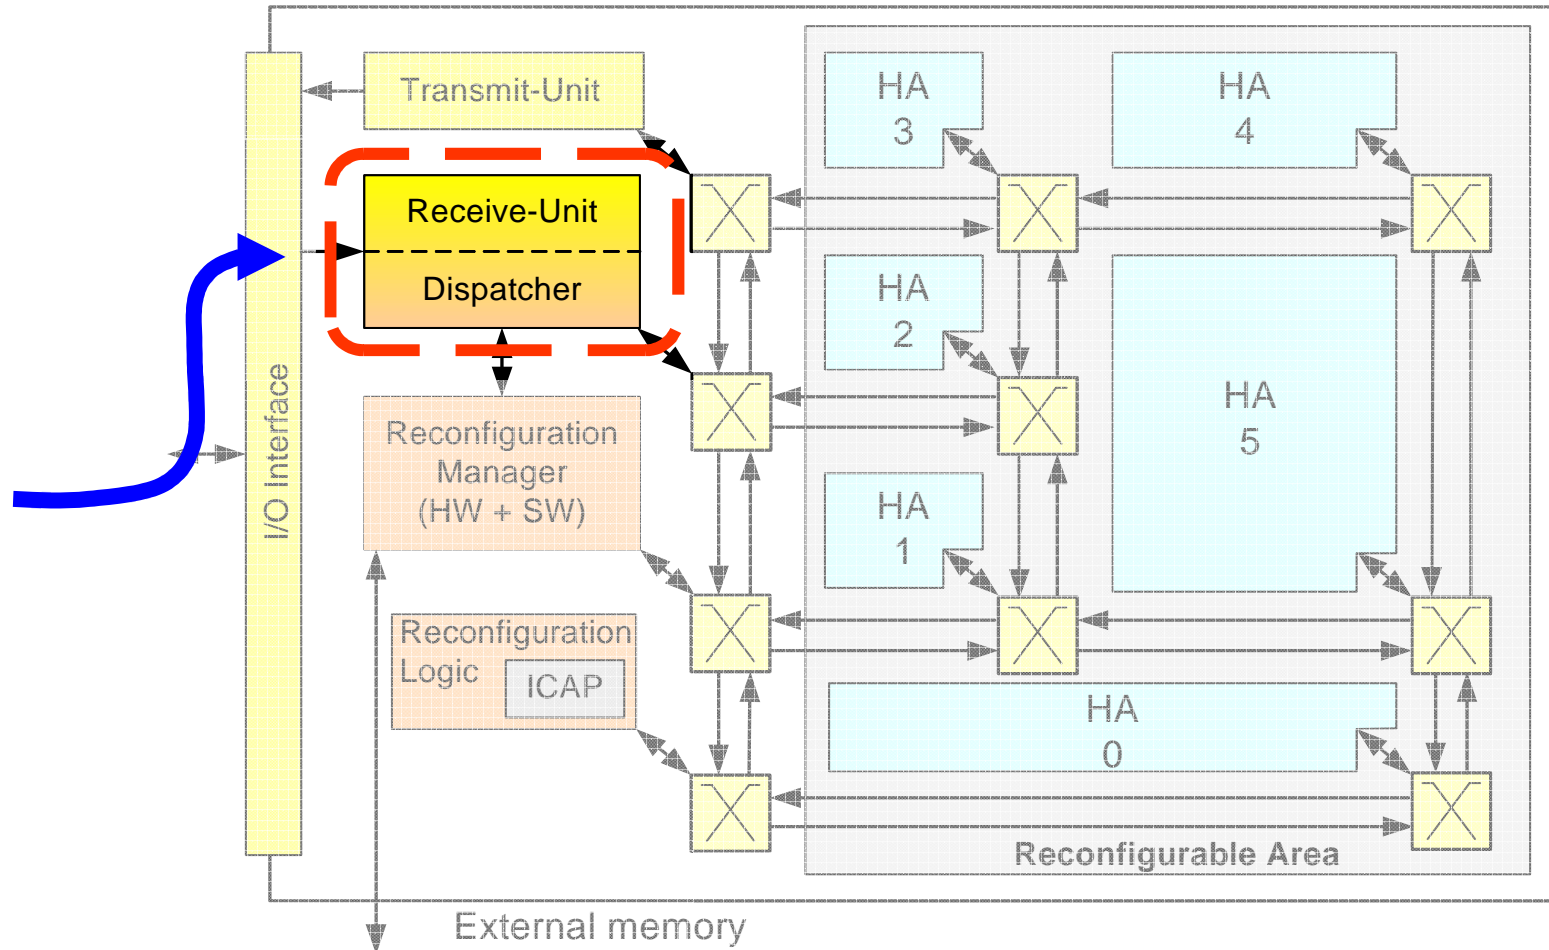 Transmit-Unit
Receive-Unit
Dispatcher
I/O Interface
Reconfiguration
Manager
(HW + SW)
Reconfiguration
Logic
ICAP
External memory
HA
3
HA
4
HA
2
HA
5
HA
1
HA
0
Reconfigurable Area